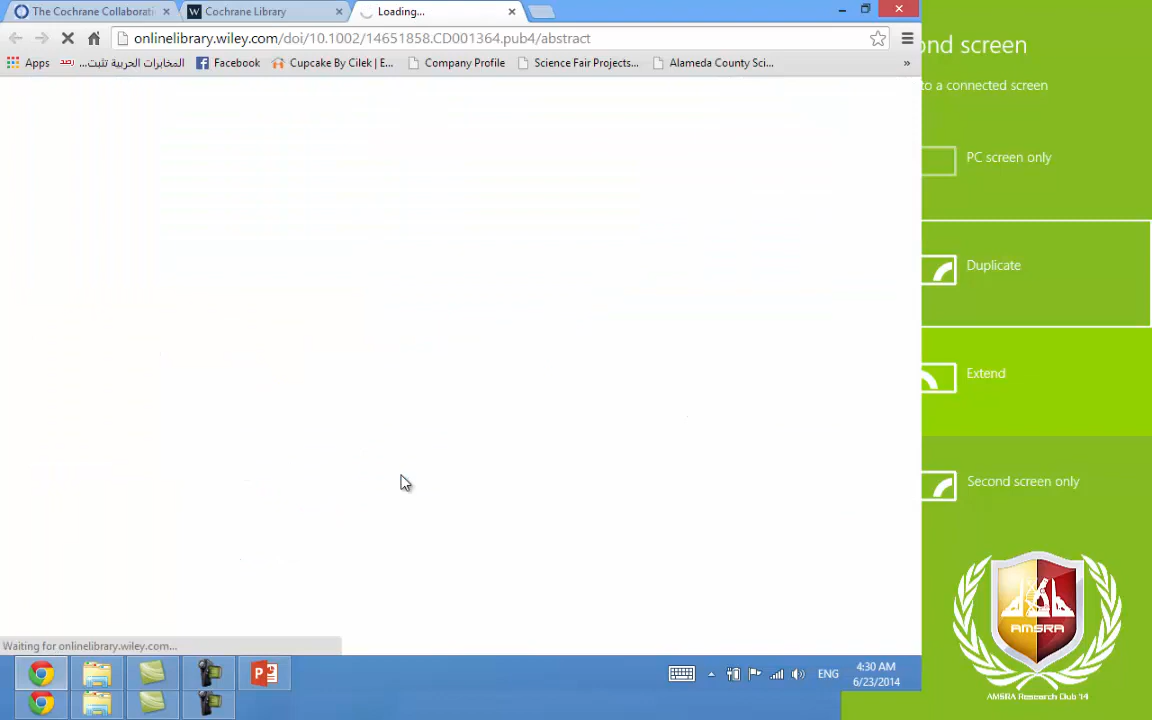 The Cochrane Collaborati
Cochrane Library
Loading...
onlinelibrary.wiley.com/doi/10.1002/14651858.CD001364.pub4/abstract
Apps
المخابرات الحربية تثبت...
رصد
Facebook
Cupcake By Cilek | E...
Company Profile
Science Fair Projects...
Alameda County Sci...
»
ond screen
to a connected screen
PC screen only
Duplicate
Extend
Second screen only
AMSRA
AMSRA Research Club '14
Waiting for onlinelibrary.wiley.com...
ENG
4:30 AM
6/23/2014